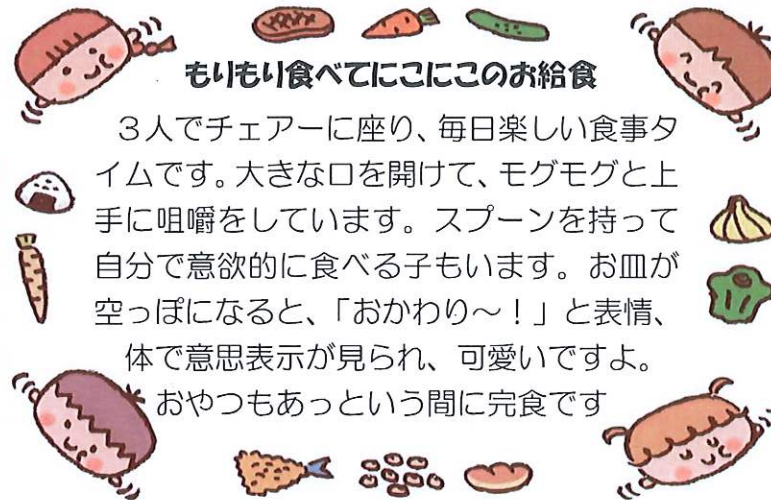 もりもり食べてにこにこのお給食
３人でチェアーに座り、毎日楽しい食事タ
イムです。大きな口を開けて、モグモグと上
手に咀嚼をしています。スプーンを持って
自分で意欲的に食べる子もいます。お皿が
空っぽになると、「おかわり～！」と表情、
体で意思表示が見られ、可愛いですよ。
おやつもあっという間に完食です